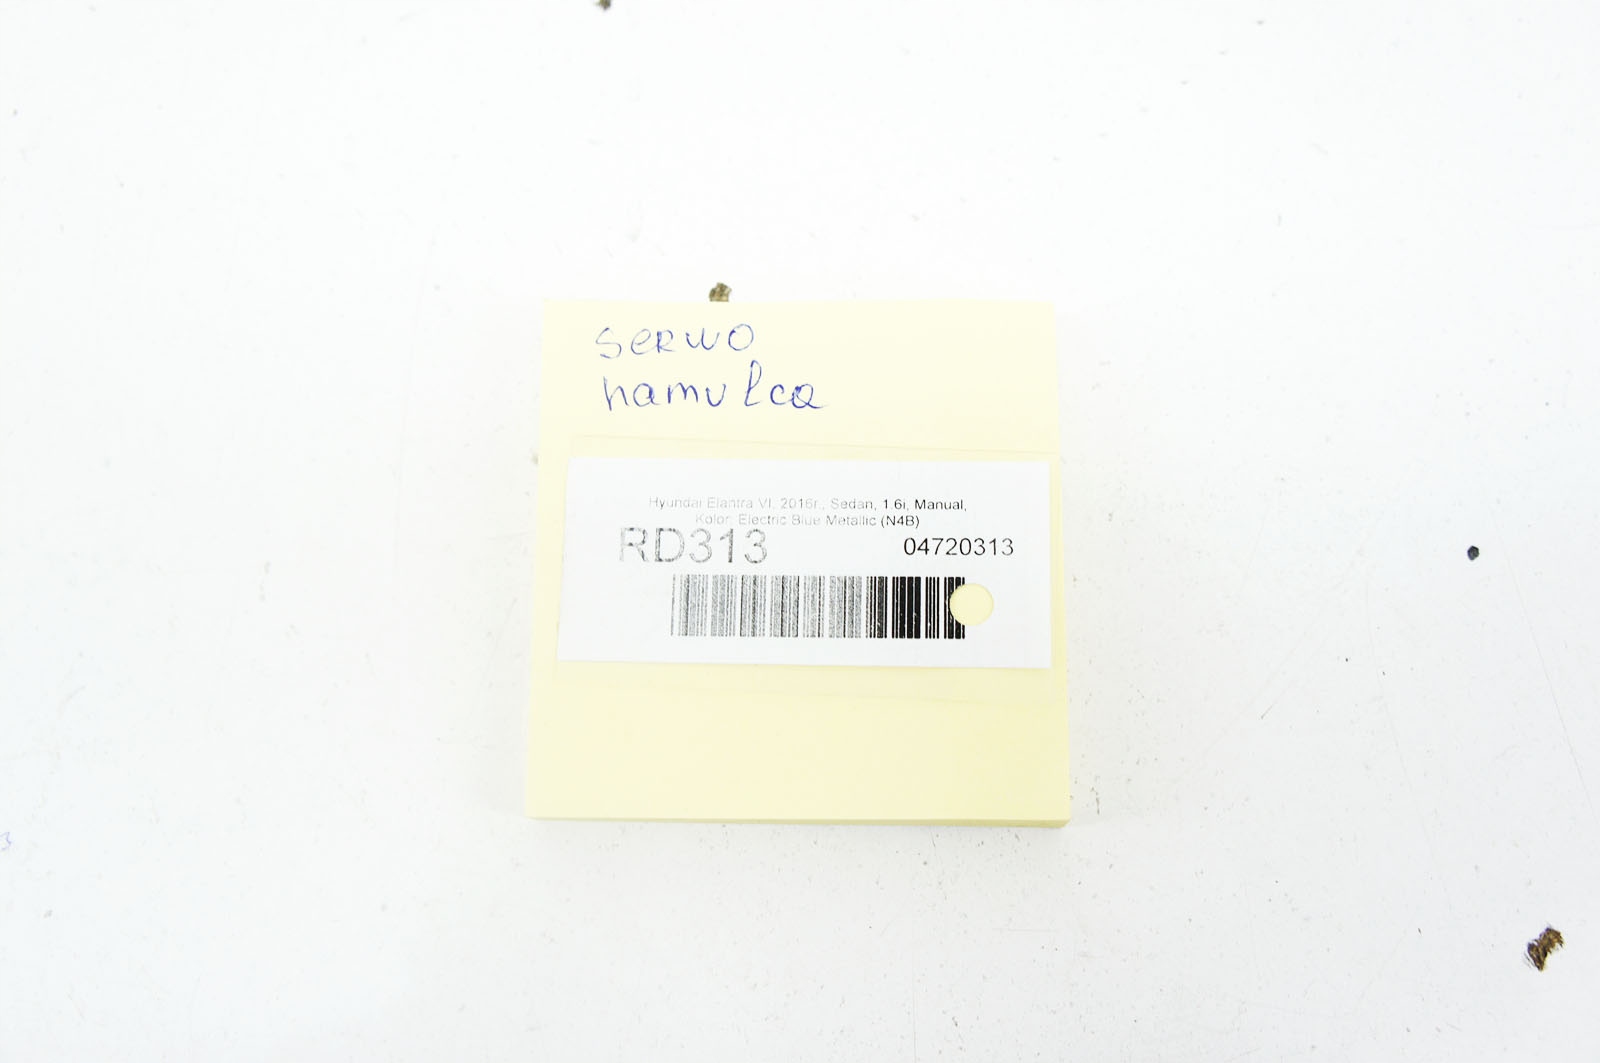 serwo
hamulca
Hyundai Elantra VI, 2016r., Sedan, 1.6i, Manual,
Kolor: Electric Blue Metallic (N4B)
RD313 04720313